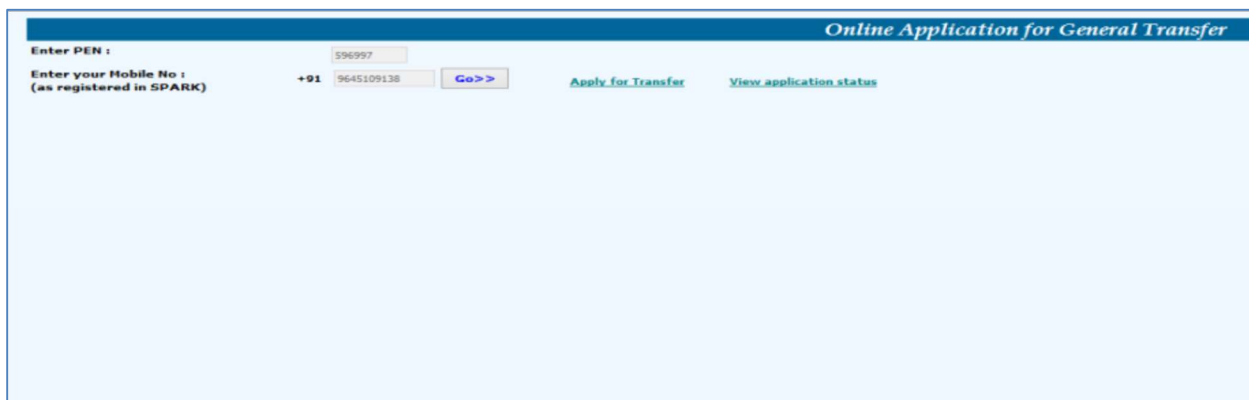 Online Application for General Transfer
Enter PEN :
596997
Enter your Mobile No :
(as registered in SPARK)
+91 9645109138 Go>> Apply for Transfer View application status